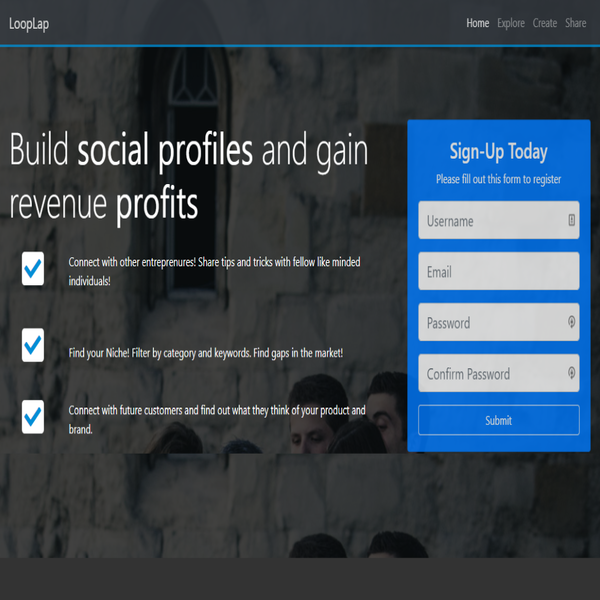 LoopLap
Home Explore Create Share
Build social profiles and gain
revenue profits
Connect with other entreprenures! Share tips and tricks with fellow like minded
individuals!
Find your Niche! Filter by category and keywords. Find gaps in the market!
Connect with future customers and find out what they think of your product and
brand.
Sign-Up Today
Please fill out this form to register
Username
Email
Password
Confirm Password
Submit